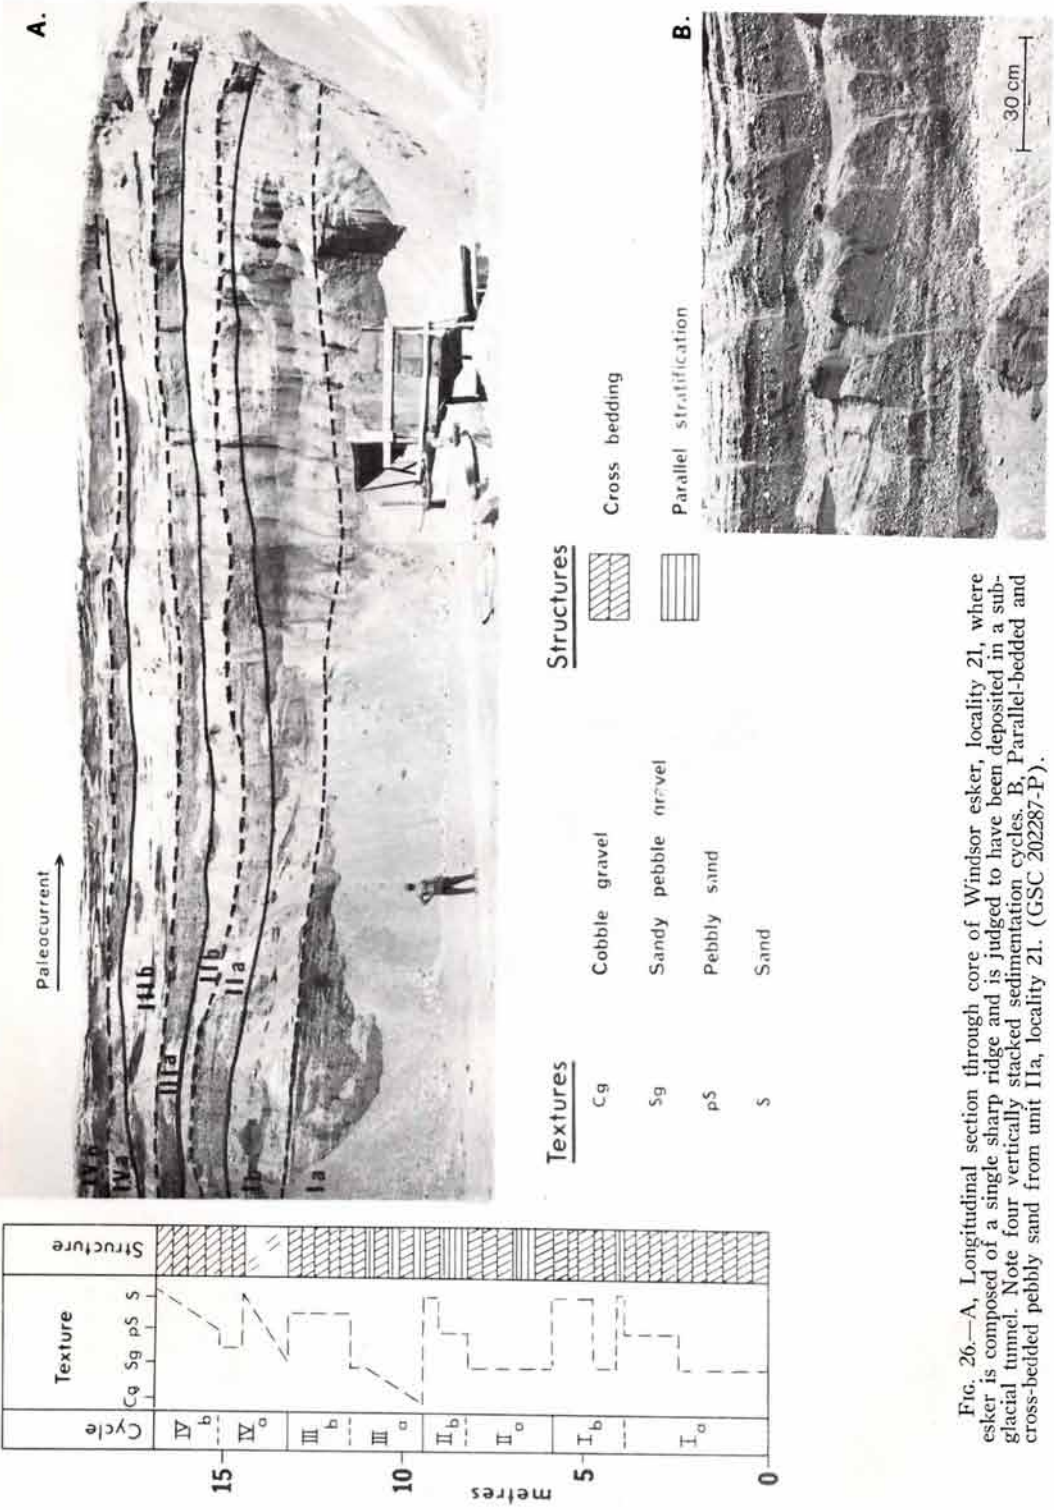 A.
Paleocurrent
IVb
IVa
IIIb
IIIa
IIb
IIa
Ib
Ia
B.
30 cm
Cycle
Texture
Structure
Cg
Sg
pS
S
IV b
IV a
III b
III a
II b
II a
I b
I a
15
10
5
0
metres
Textures
Cg Cobble gravel
Sg Sandy pebble gravel
pS Pebbly sand
S Sand
Structures
Cross bedding
Parallel stratification
FIG. 26.—A, Longitudinal section through core of Windsor esker, locality 21, where
esker is composed of a single sharp ridge and is judged to have been deposited in a sub-
glacial tunnel. Note four vertically stacked sedimentation cycles. B, Parallel-bedded and
cross-bedded pebbly sand from unit IIa, locality 21. (GSC 202287-P).